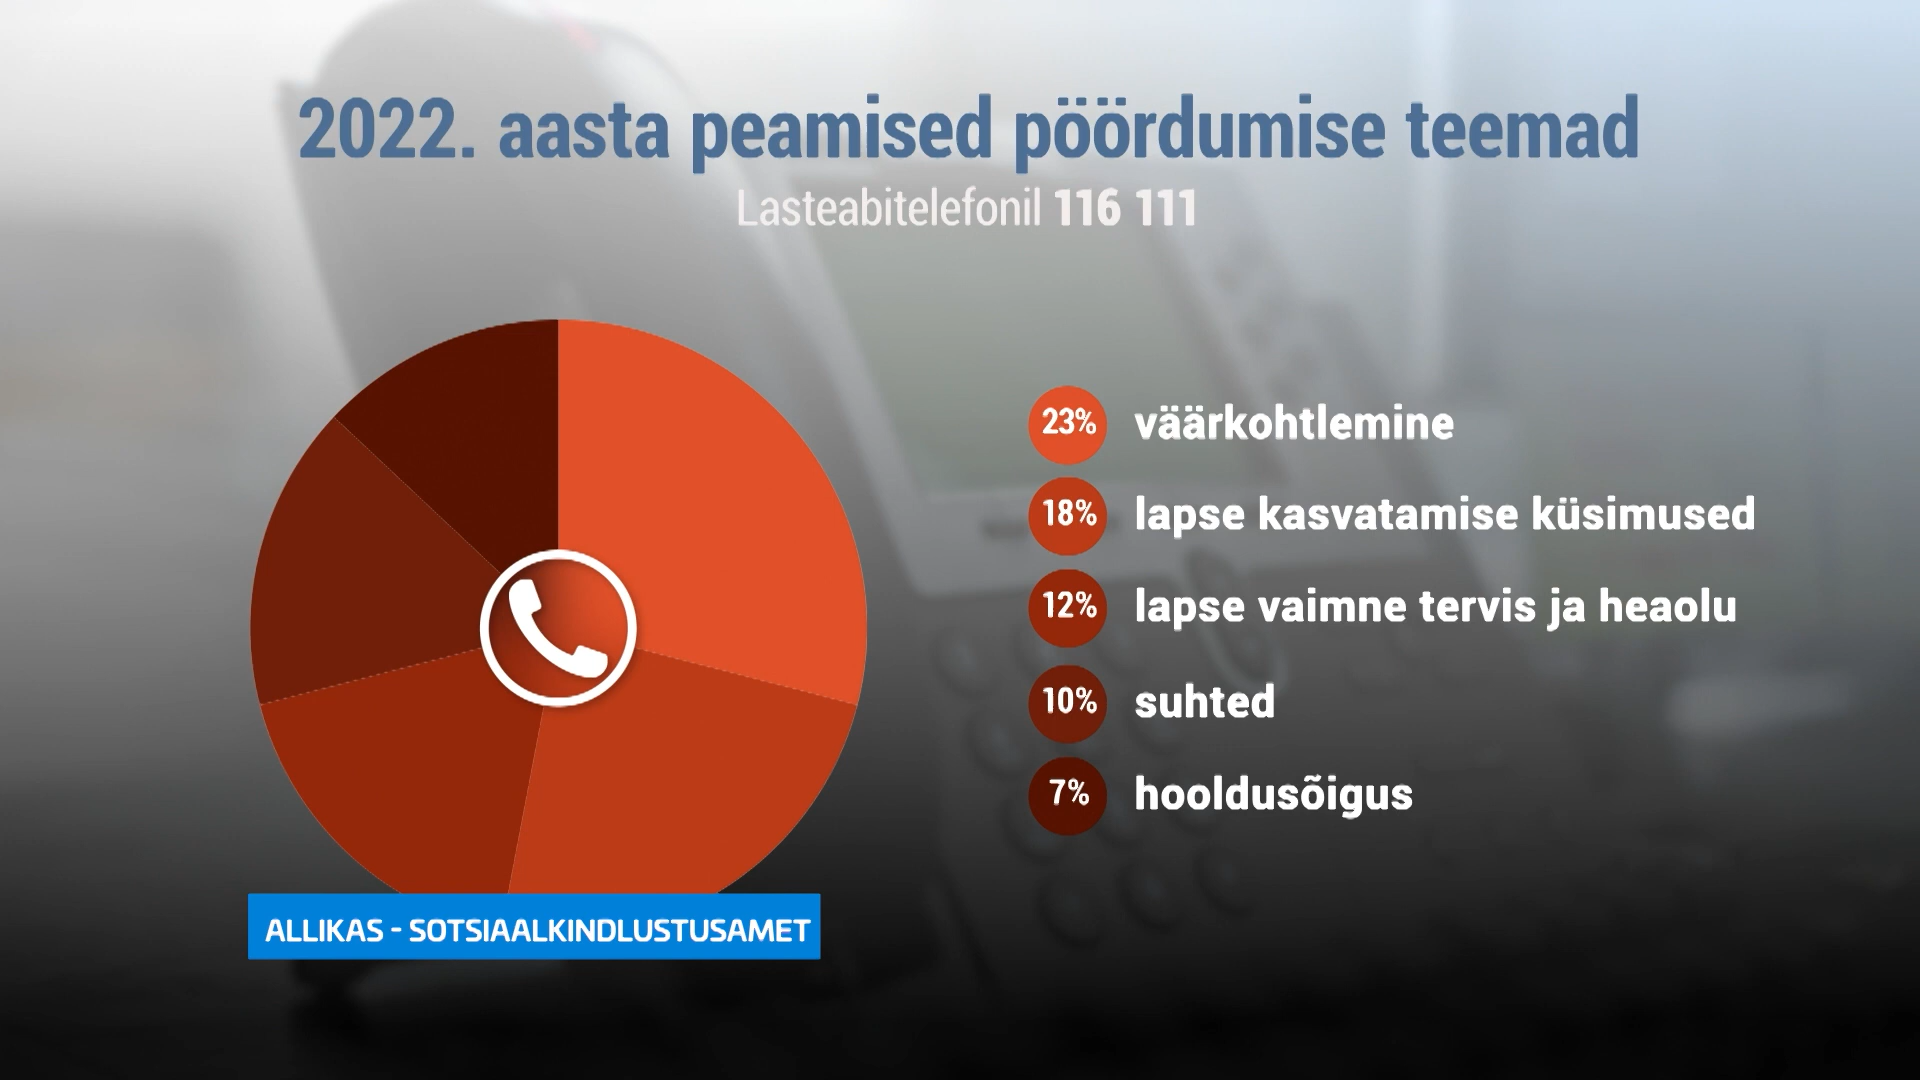 2022. aasta peamised pöördumise teemad
Lasteabitelefonil 116 111
23% väärkohtlemine
18% lapse kasvatamise küsimused
12% lapse vaimne tervis ja heaolu
10% suhted
7% hooldusõigus
ALLIKAS - SOTSIAALKINDLUSTUSAMET